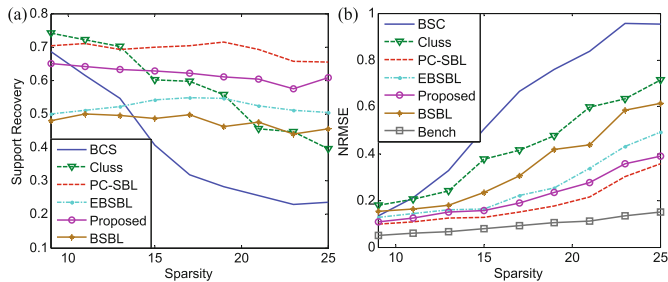 (a)
0.8
0.7
0.6
0.5
0.4
0.3
0.2
0.1
Support Recovery
BCS
Cluss
PC-SBL
EBSBL
Proposed
BSBL
10
15
20
25
Sparsity
(b)
1
0.8
0.6
0.4
0.2
0
NRMSE
BSC
Cluss
PC-SBL
EBSBL
Proposed
BSBL
Bench
10
15
20
25
Sparsity